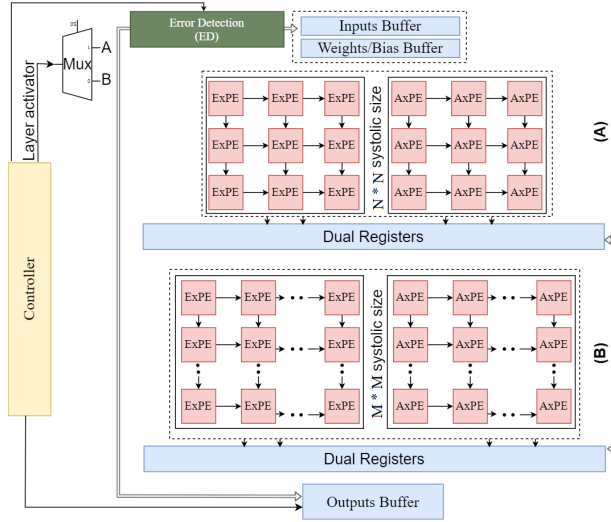 Error Detection
(ED)
Inputs Buffer
Weights/Bias Buffer
Layer activator
Mux
A
B
Controller
ExPE ExPE ExPE
ExPE ExPE ExPE
ExPE ExPE ExPE
N * N systolic size
AxPE AxPE AxPE
AxPE AxPE AxPE
AxPE AxPE AxPE
(A)
Dual Registers
ExPE ExPE ExPE
ExPE ExPE ExPE
ExPE ExPE ExPE
M * M systolic size
AxPE AxPE AxPE
AxPE AxPE AxPE
AxPE AxPE AxPE
(B)
Dual Registers
Outputs Buffer